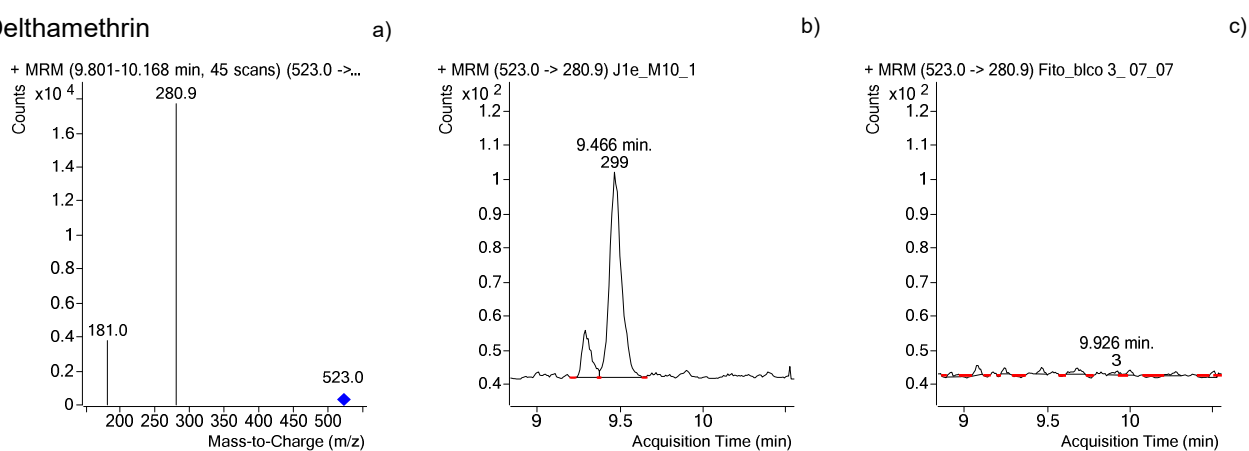 Delthamethrin
a)
b)
c)
+ MRM (9.801-10.168 min, 45 scans) (523.0 ->...
Counts
x10 4
280.9
1.6
1.4
1.2
1
0.8
0.6
0.4
0.2
0
181.0
523.0
200 250 300 350 400 450 500
Mass-to-Charge (m/z)
+ MRM (523.0 -> 280.9) J1e_M10_1
Counts
x10 2
1.2
1.1
1
0.9
0.8
0.7
0.6
0.5
0.4
9.466 min.
299
9 9.5 10
Acquisition Time (min)
+ MRM (523.0 -> 280.9) Fito_blco 3_ 07_07
Counts
x10 2
1.2
1.1
1
0.9
0.8
0.7
0.6
0.5
0.4
9.926 min.
3
9 9.5 10
Acquisition Time (min)